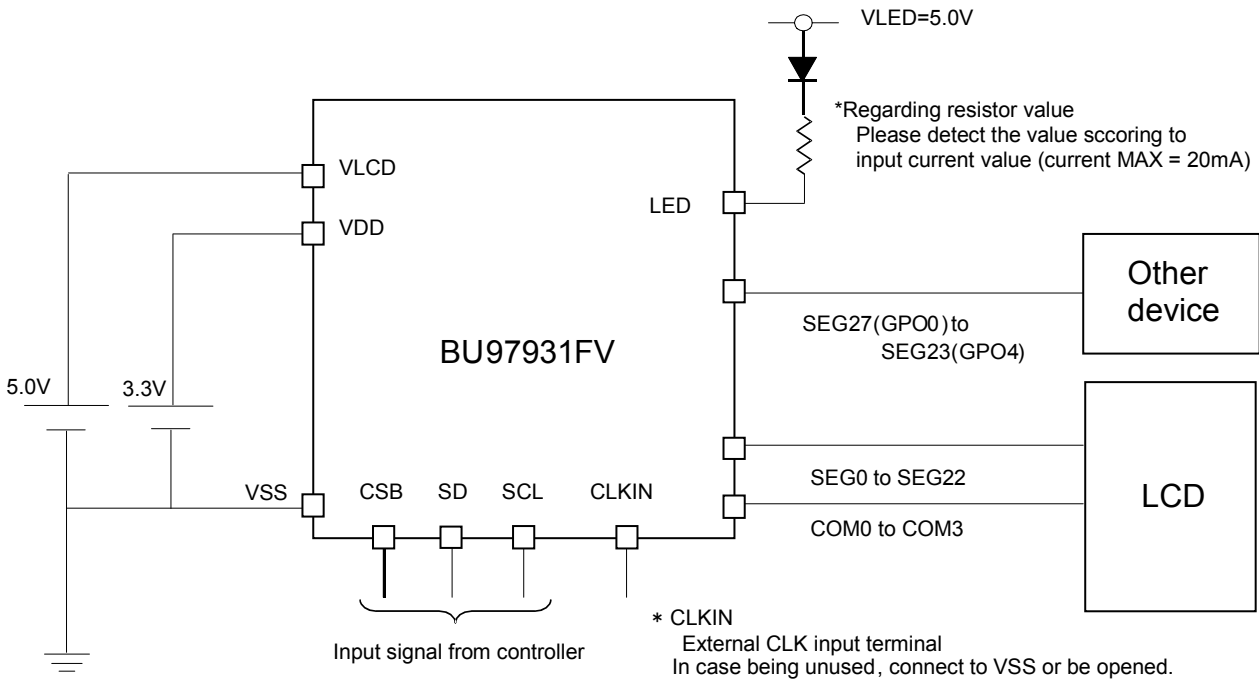 VLED=5.0V
*Regarding resistor value
Please detect the value sccoring to
input current value (current MAX = 20mA)
VLCD
LED
VDD
Other
device
SEG27(GPO0) to
SEG23(GPO4)
BU97931FV
5.0V
3.3V
VSS
CSB
SD
SCL
CLKIN
SEG0 to SEG22
LCD
COM0 to COM3
* CLKIN
External CLK input terminal
In case being unused, connect to VSS or be opened.
Input signal from controller